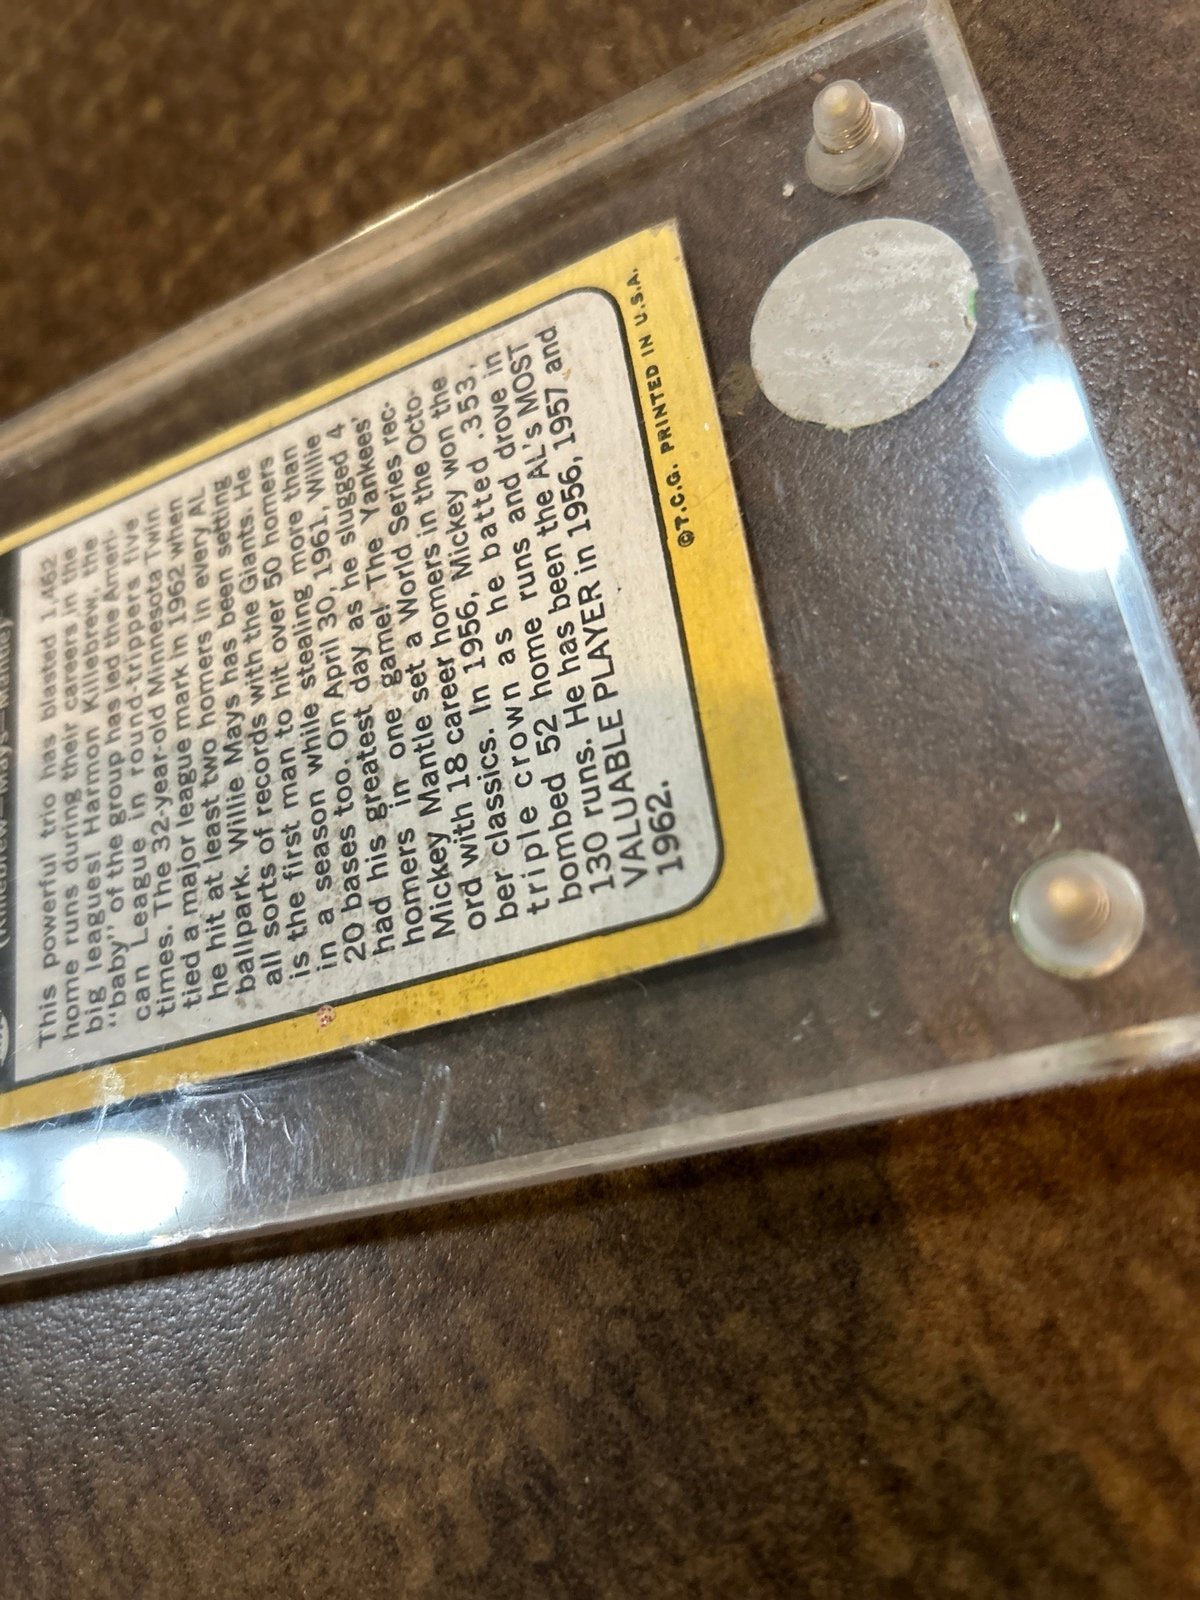 (Killebrew—Mays—Mantle)
This powerful trio has blasted 1,462
home runs during their careers in the
big leagues! Harmon Killebrew, the
"baby" of the group has led the Ameri-
can League in round-trippers five
times. The 32-year-old Minnesota Twin
tied a major league mark in 1962 when
he hit at least two homers in every AL
ballpark. Willie Mays has been setting
all sorts of records with the Giants. He
is the first man to hit over 50 homers
in a season while stealing more than
20 bases too. On April 30, 1961, Willie
had his greatest day as he slugged 4
homers in one game! The Yankees'
Mickey Mantle set a World Series rec-
ord with 18 career homers in the Octo-
ber classics. In 1956, Mickey won the
triple crown as he batted .353,
bombed 52 home runs and drove in
130 runs. He has been the AL's MOST
VALUABLE PLAYER in 1956, 1957 and
1962.
©T.C.G. PRINTED IN U.S.A.